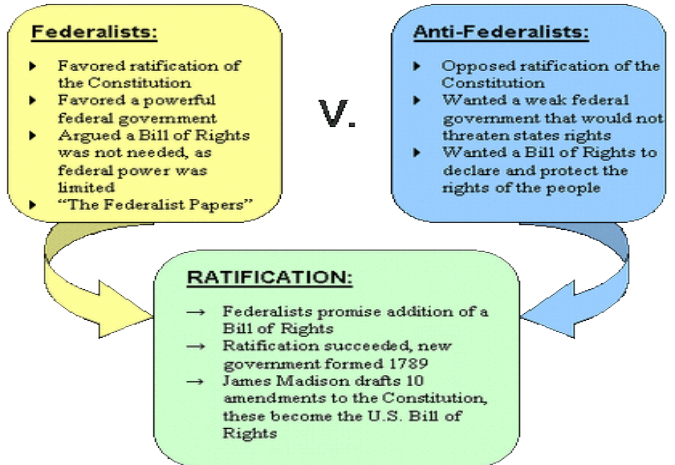 Federalists:
▸ Favored ratification of
the Constitution
▸ Favored a powerful
federal government
▸ Argued a Bill of Rights
was not needed, as
federal power was
limited
▸ “The Federalist Papers”
v.
Anti-Federalists:
▸ Opposed ratification of the
Constitution
▸ Wanted a weak federal
government that would not
threaten states rights
▸ Wanted a Bill of Rights to
declare and protect the
rights of the people
RATIFICATION:
→ Federalists promise addition of a
Bill of Rights
→ Ratification succeeded, new
government formed 1789
→ James Madison drafts 10
amendments to the Constitution,
these become the U.S. Bill of
Rights